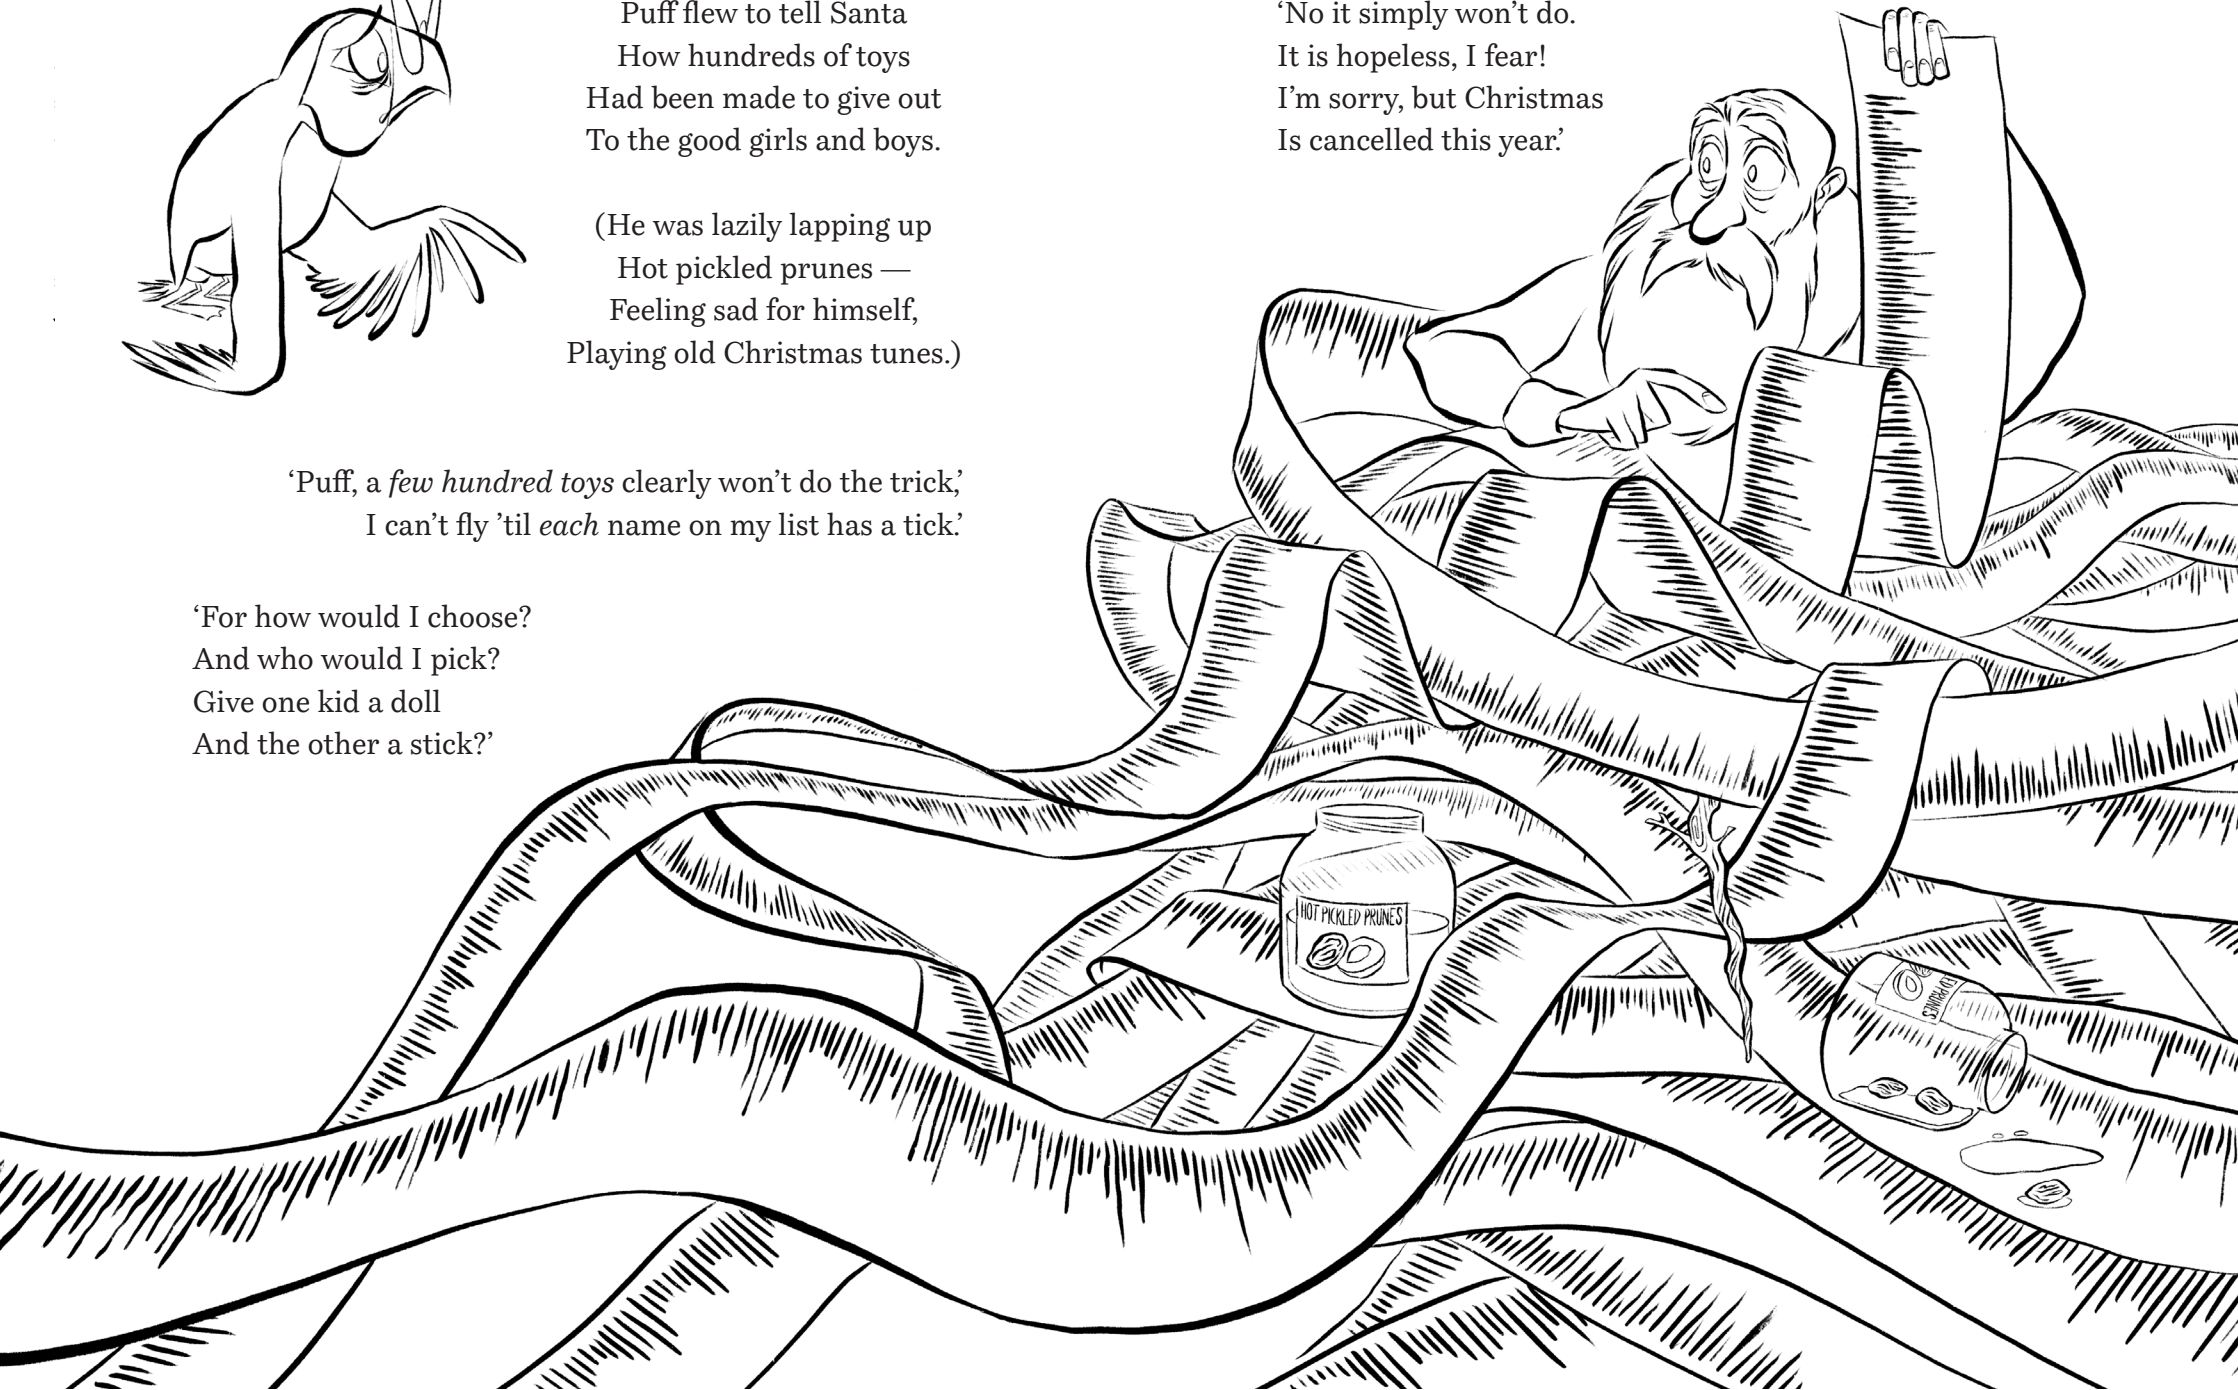 Puff flew to tell Santa
How hundreds of toys
Had been made to give out
To the good girls and boys.
(He was lazily lapping up
Hot pickled prunes —
Feeling sad for himself,
Playing old Christmas tunes.)
‘Puff, a few hundred toys clearly won’t do the trick,’
I can’t fly ’til each name on my list has a tick.’
‘For how would I choose?
And who would I pick?
Give one kid a doll
And the other a stick?’
‘No it simply won’t do.
It is hopeless, I fear!
I’m sorry, but Christmas
Is cancelled this year.’
HOT PICKLED PRUNES
ED PRUNES